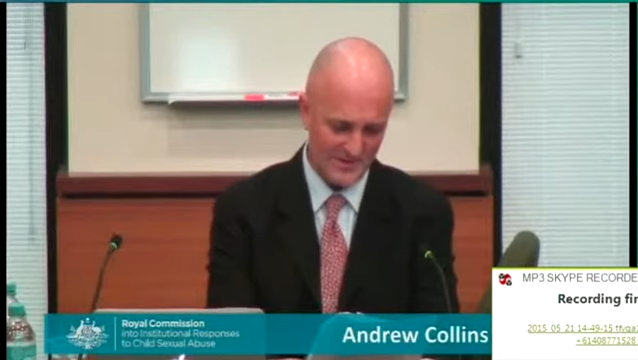 MP3 SKYPE RECORDE
Recording fi
2015_05_21 14-49-15
+61408771528
Royal Commission
into Institutional Responses
to Child Sexual Abuse
Andrew Collins